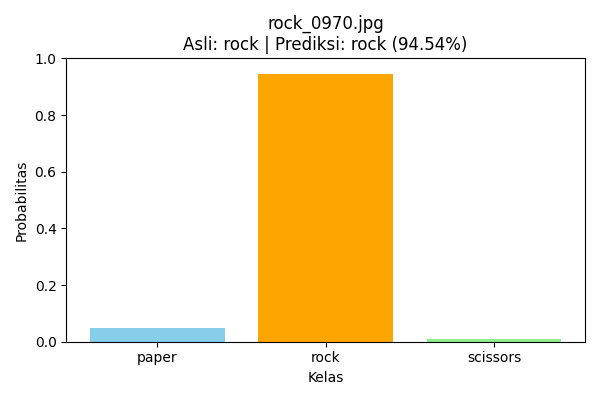 rock_0970.jpg
Asli: rock | Prediksi: rock (94.54%)
1.0
0.8
0.6
0.4
0.2
0.0
Probabilitas
paper rock scissors
Kelas